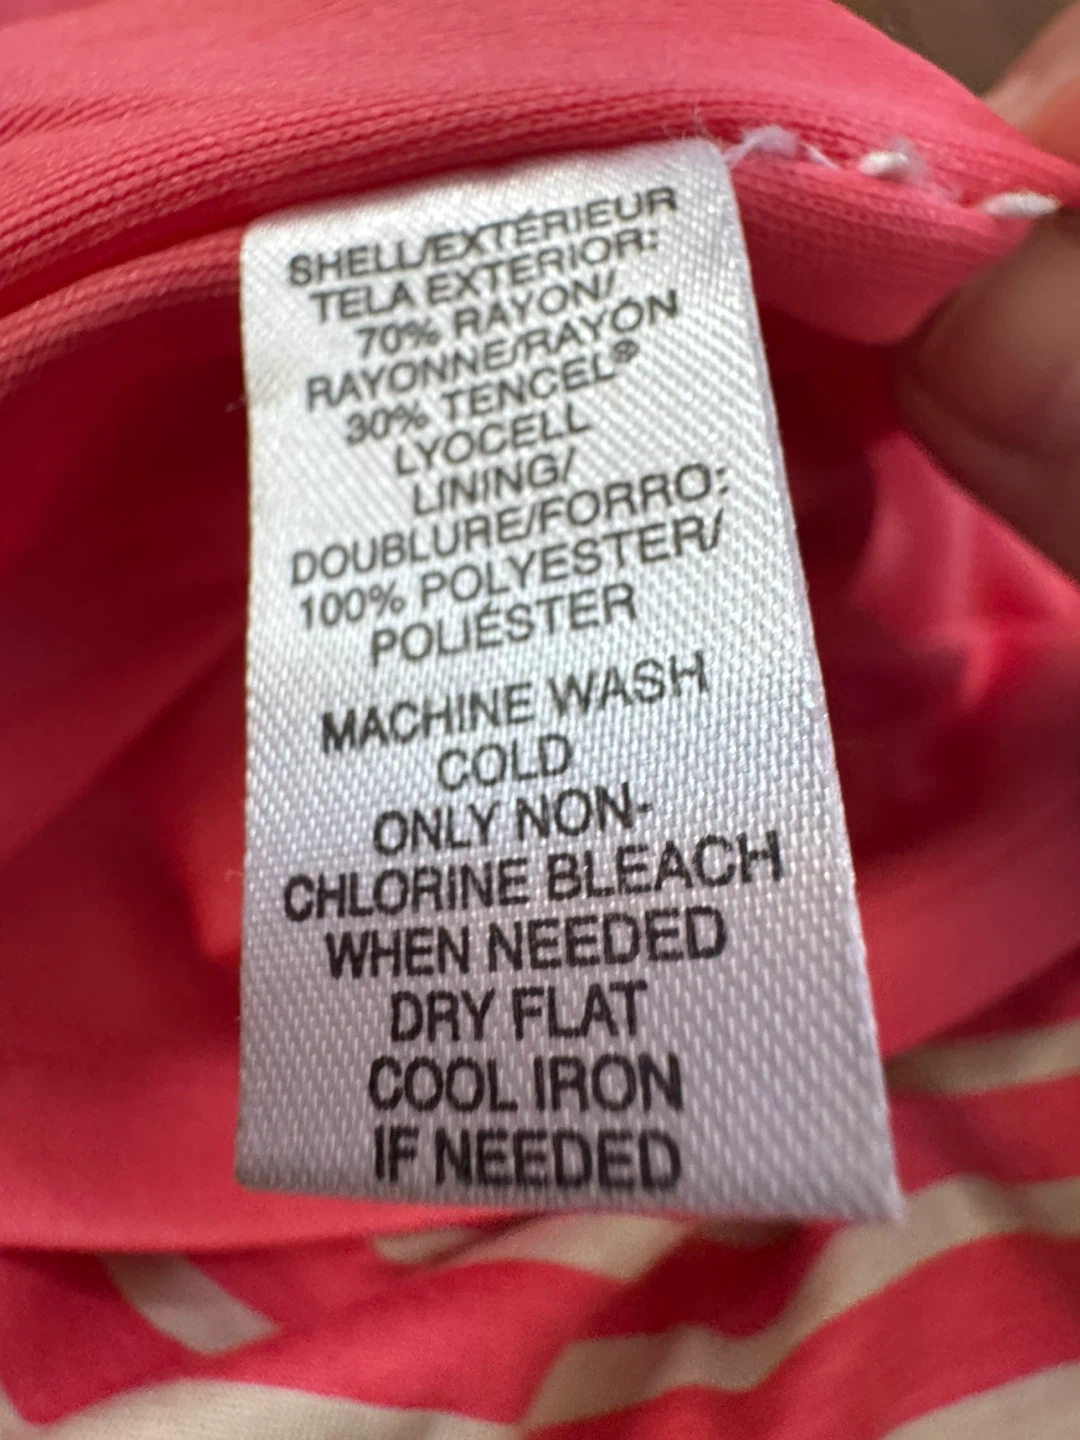 SHELL/EXTÉRIEUR
TELA EXTERIOR:
70% RAYON/
RAYONNE/RAYÓN
30% TENCEL®
LYOCELL
LINING/
DOUBLURE/FORRO:
100% POLYESTER/
POLIÉSTER
MACHINE WASH
COLD
ONLY NON-
CHLORINE BLEACH
WHEN NEEDED
DRY FLAT
COOL IRON
IF NEEDED